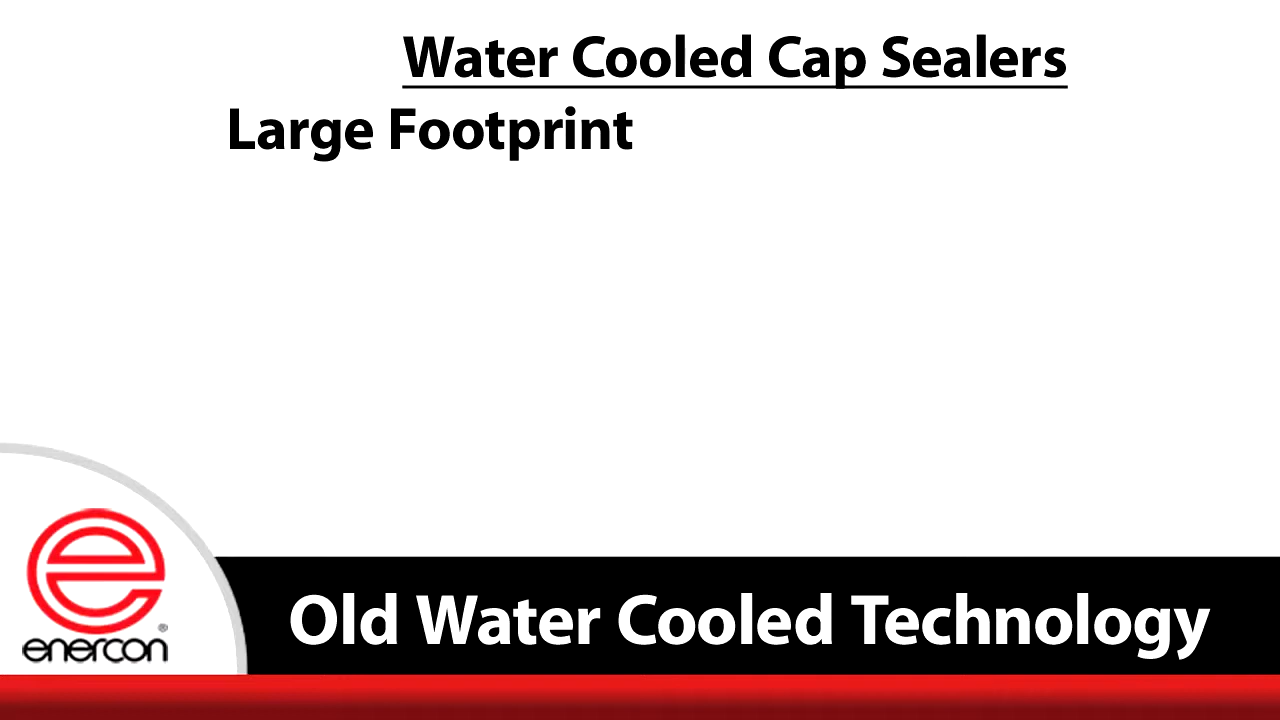 Water Cooled Cap Sealers
Large Footprint
enercon®
Old Water Cooled Technology